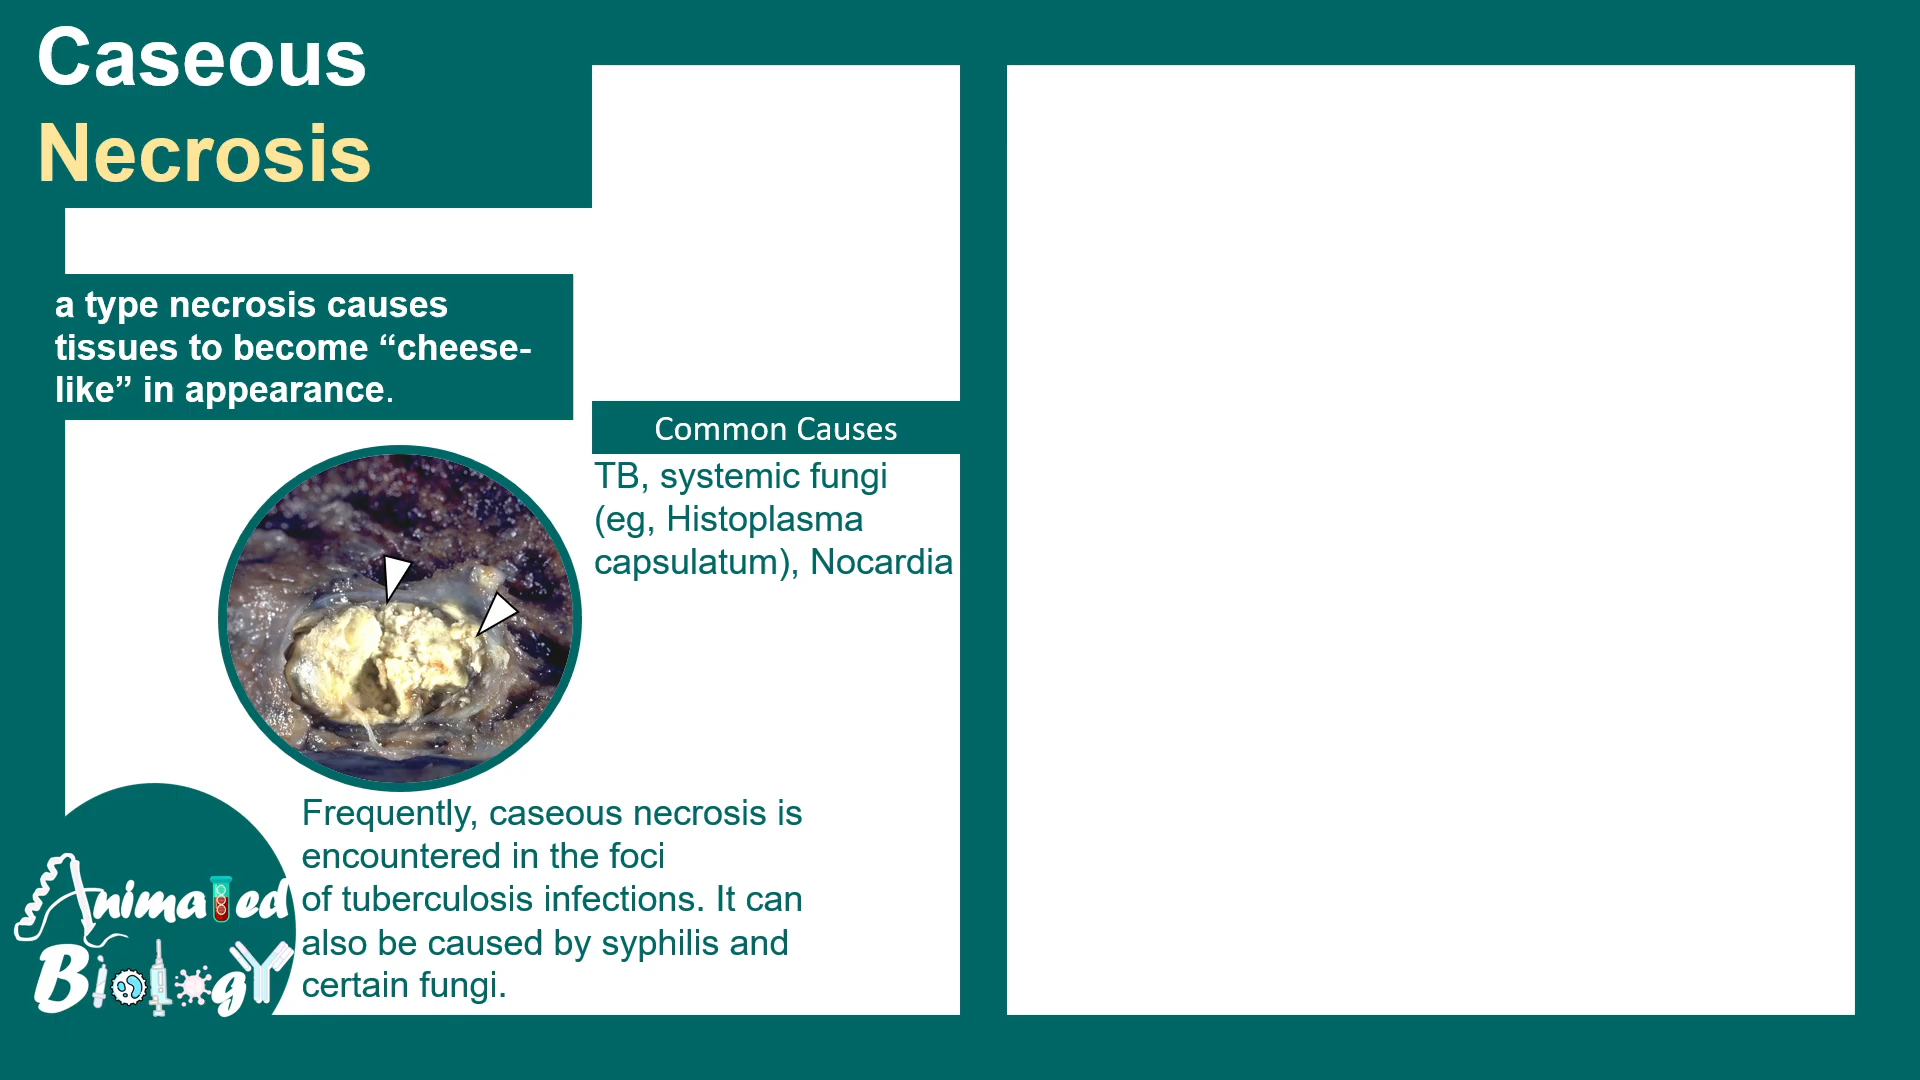 Caseous
Necrosis
a type necrosis causes
tissues to become “cheese-
like” in appearance.
Common Causes
TB, systemic fungi
(eg, Histoplasma
capsulatum), Nocardia
Frequently, caseous necrosis is
encountered in the foci
of tuberculosis infections. It can
also be caused by syphilis and
certain fungi.
Animated
Biology